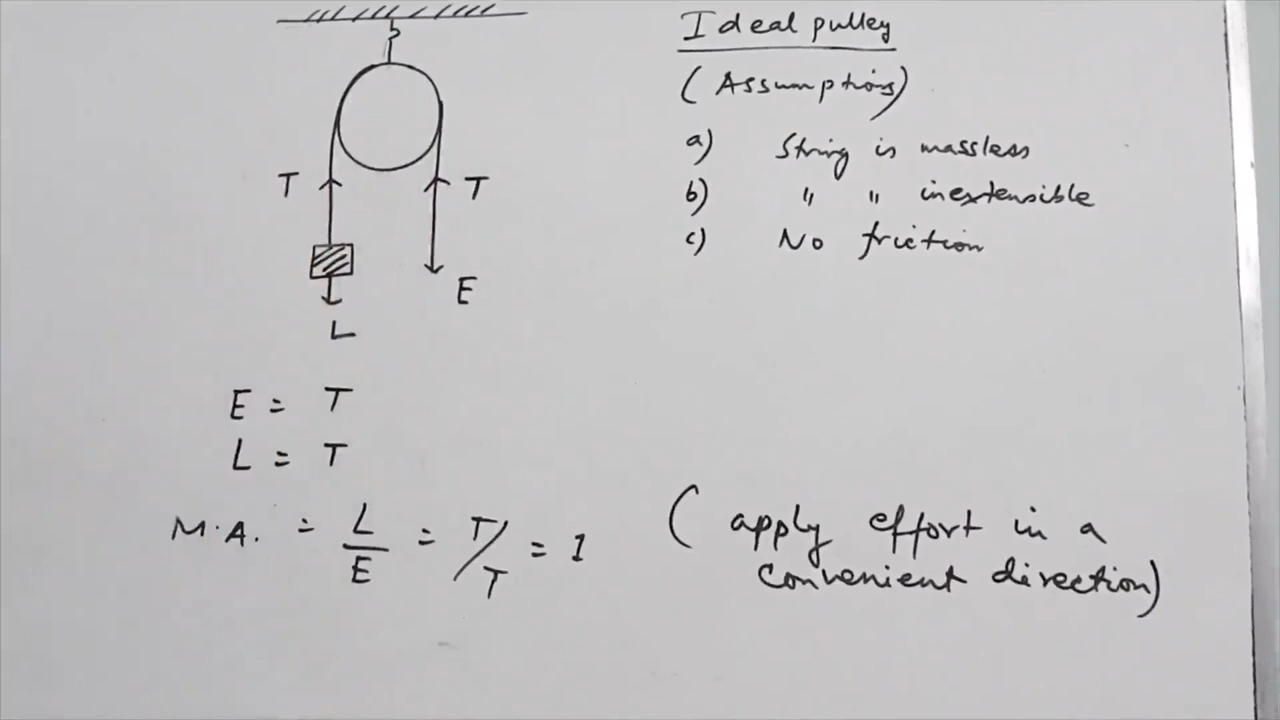 Ideal pulley
(Assumptions)
a) String is massless
b) " " inextensible
c) No friction
T T
E
L
E = T
L = T
M.A. = L/E = T/T = 1
(apply effort in a
convenient direction)